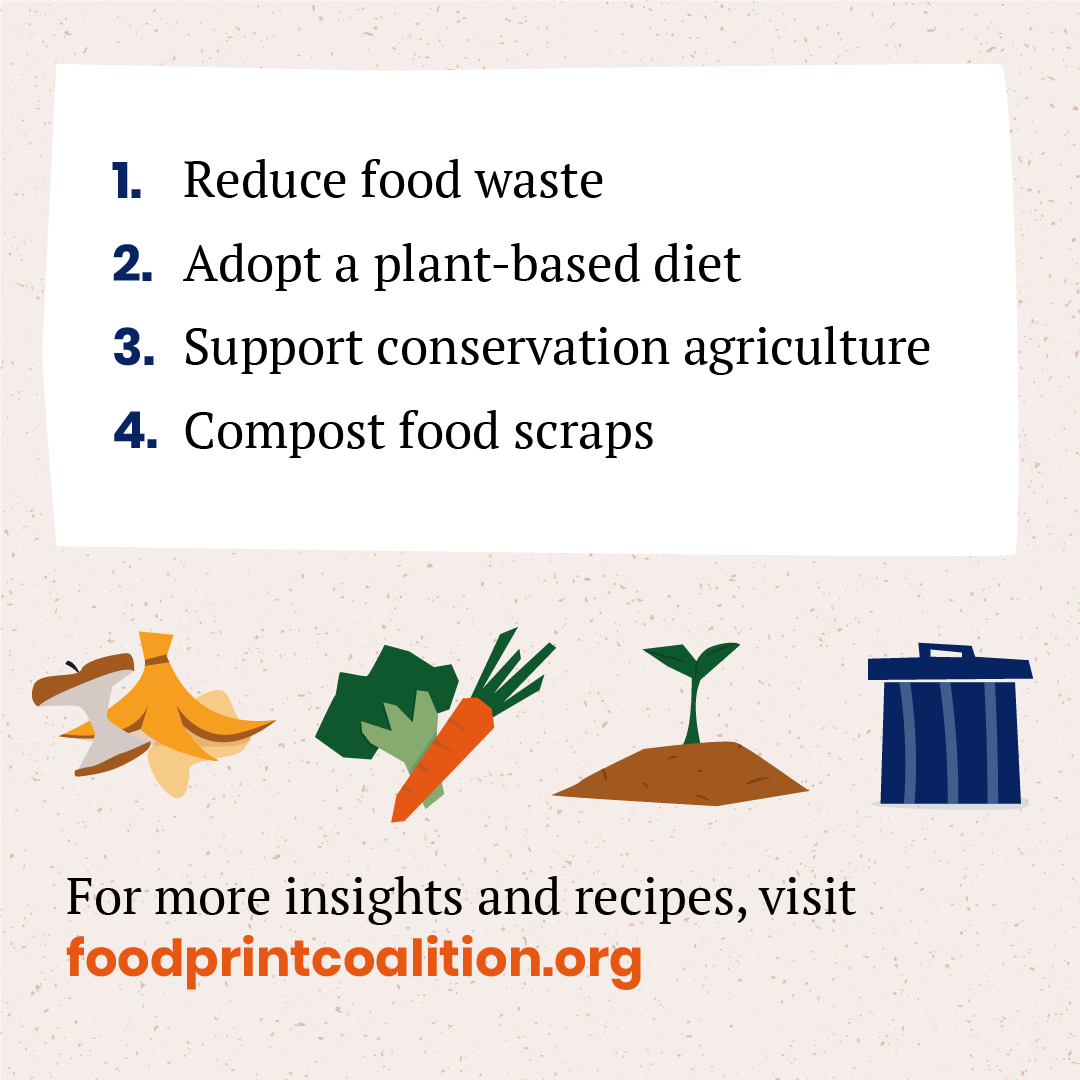 1. Reduce food waste
2. Adopt a plant-based diet
3. Support conservation agriculture
4. Compost food scraps
For more insights and recipes, visit
foodprintcoalition.org